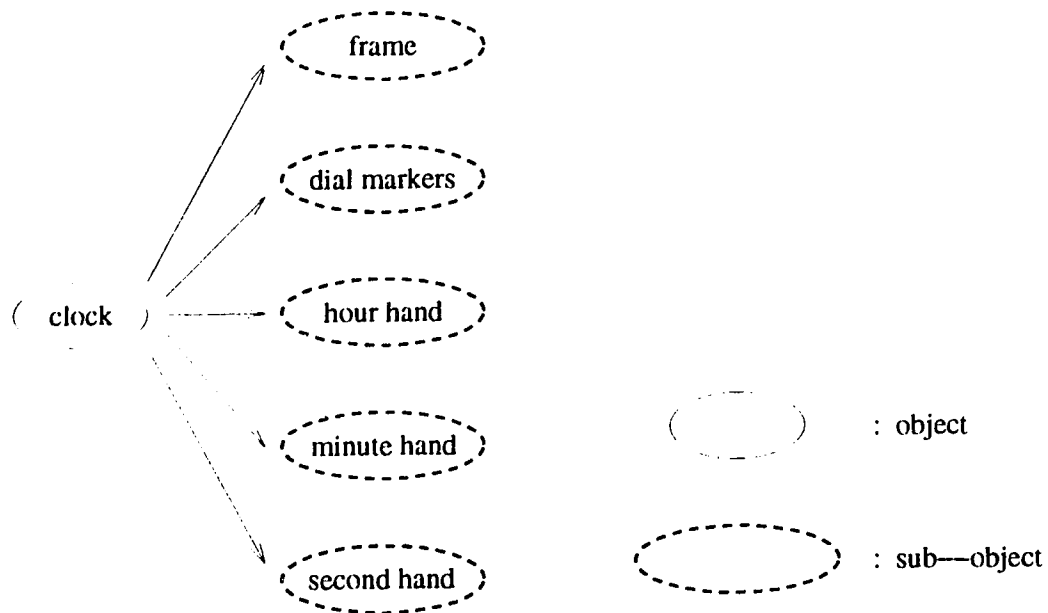 frame
dial markers
clock
hour hand
minute hand
: object
second hand
: sub---object